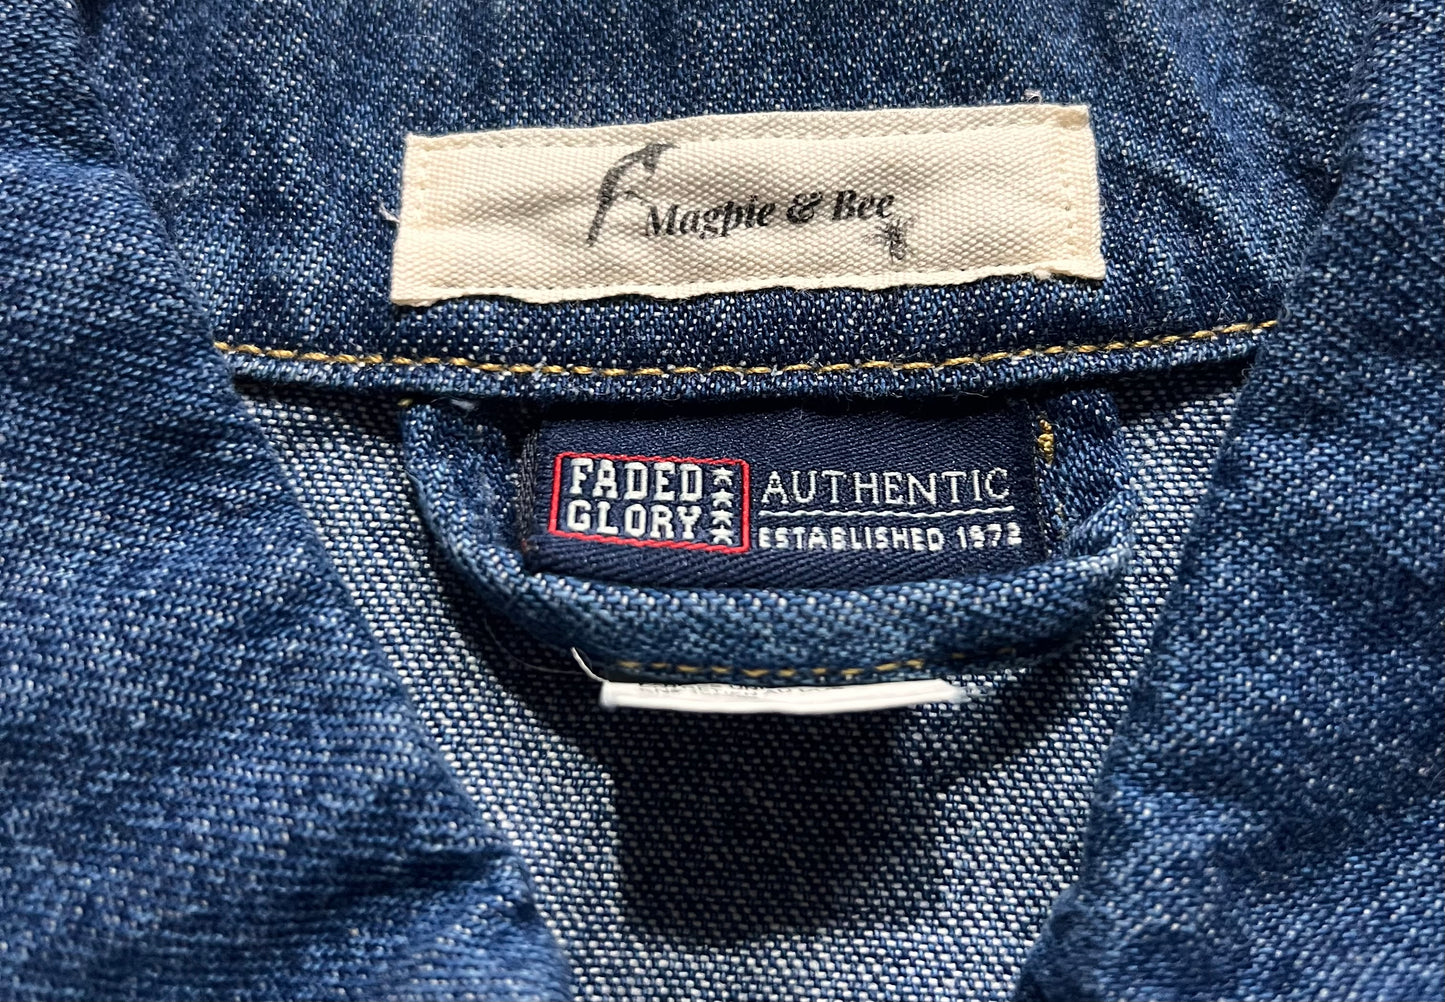 Magpie & Bee
FADED
GLORY
AUTHENTIC
ESTABLISHED 1972